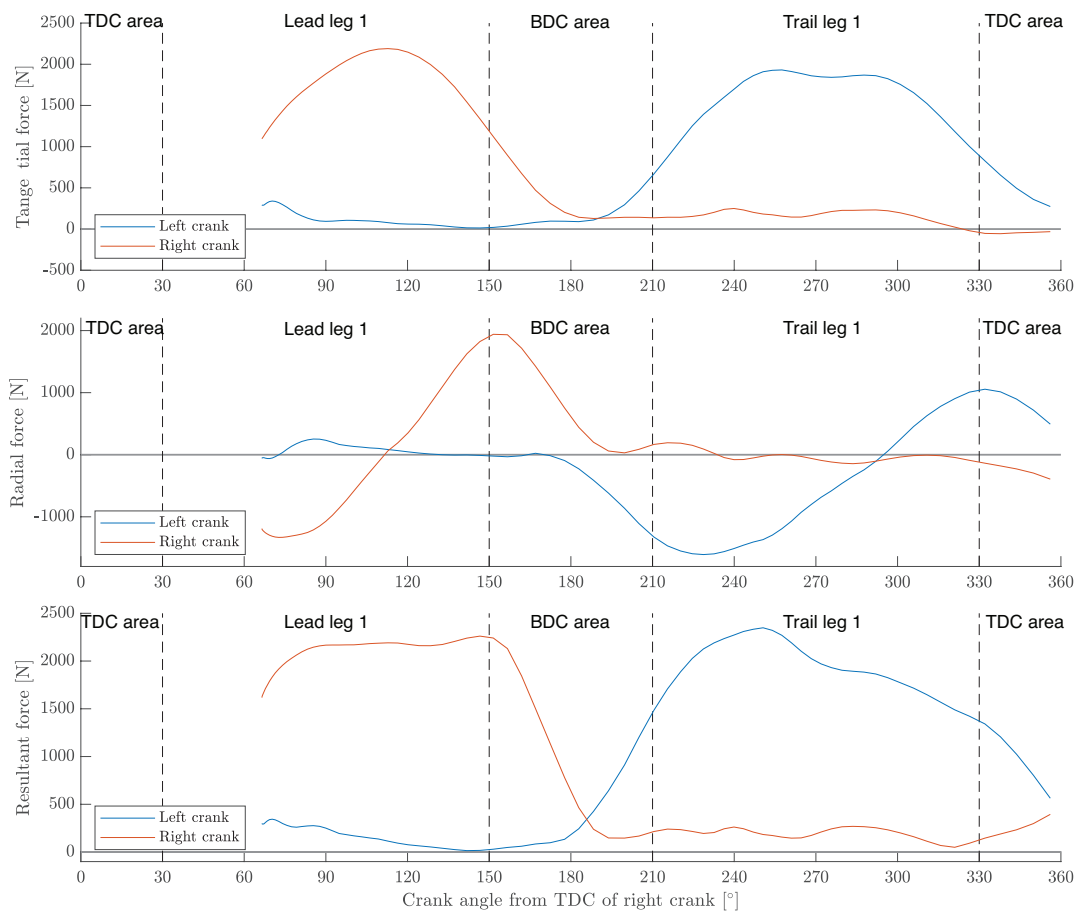 TDC area Lead leg 1 BDC area Trail leg 1 TDC area
2500
2000
1500
1000
500
0
-500
Tange tial force [N]
Left crank
Right crank
0 30 60 90 120 150 180 210 240 270 300 330 360
TDC area Lead leg 1 BDC area Trail leg 1 TDC area
2000
1000
0
-1000
Radial force [N]
Left crank
Right crank
0 30 60 90 120 150 180 210 240 270 300 330 360
TDC area Lead leg 1 BDC area Trail leg 1 TDC area
2500
2000
1500
1000
500
0
Resultant force [N]
Left crank
Right crank
0 30 60 90 120 150 180 210 240 270 300 330 360
Crank angle from TDC of right crank [°]